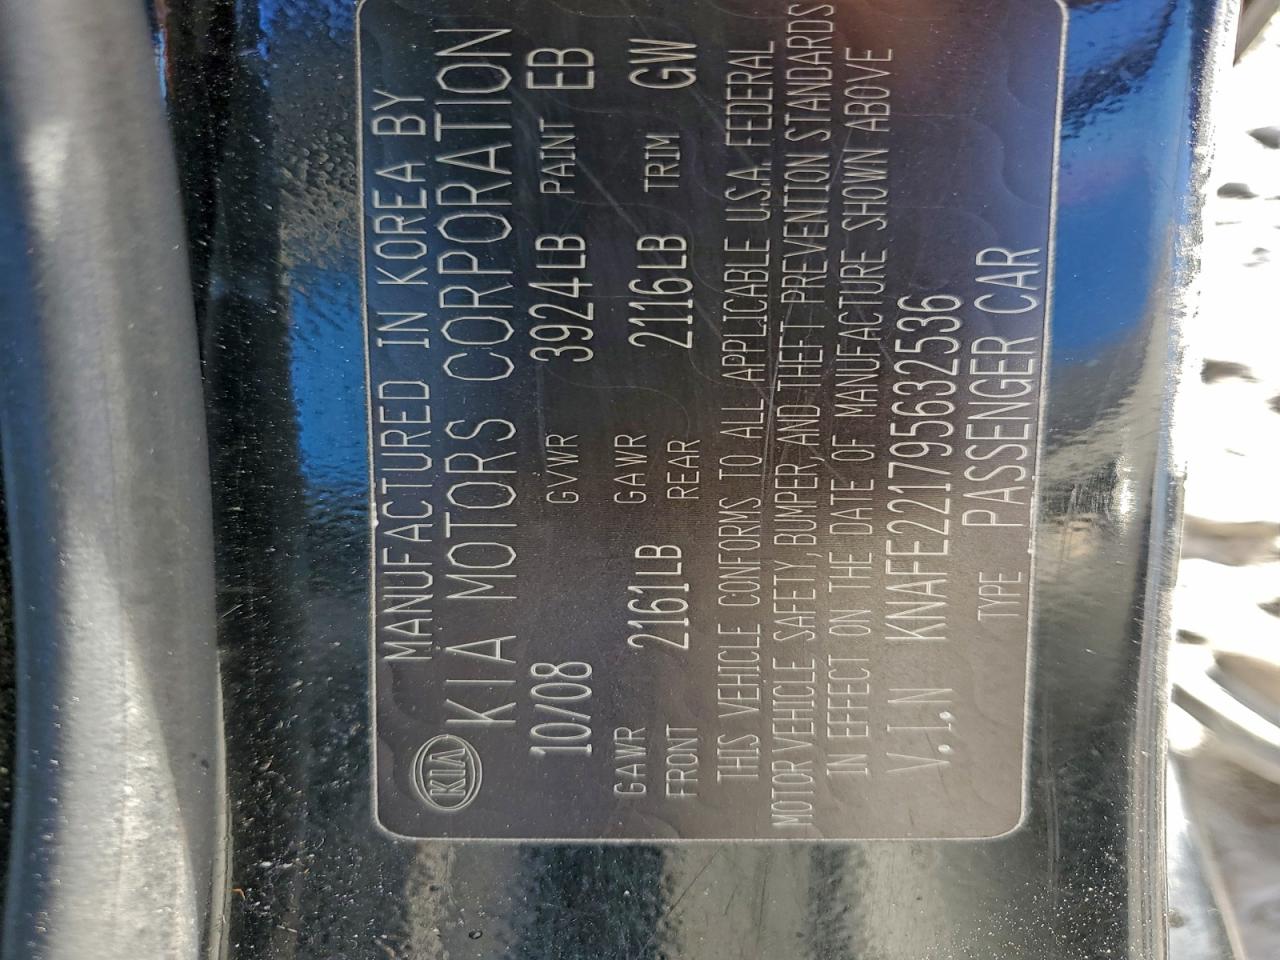 KIA
MANUFACTURED IN KOREA BY
KIA MOTORS CORPORATION
10/08 GVWR 3924LB PAINT EB
GAWR FRONT 2161LB GAWR REAR 2116LB TRIM GW
THIS VEHICLE CONFORMS TO ALL APPLICABLE U.S.A. FEDERAL
MOTOR VEHICLE SAFETY, BUMPER, AND THEFT PREVENTION STANDARDS
IN EFFECT ON THE DATE OF MANUFACTURE SHOWN ABOVE
V.I.N KNAFE221795632536
TYPE PASSENGER CAR